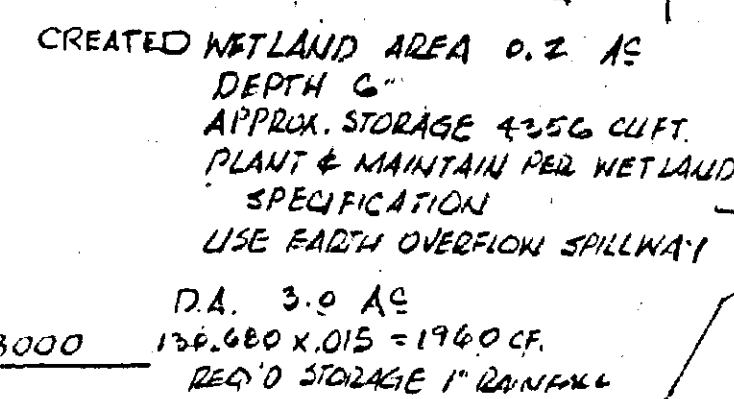 CREATED WETLAND AREA 0.2 AC
DEPTH 6"
APPROX. STORAGE 4356 CU.FT.
PLANT & MAINTAIN PER WETLAND
SPECIFICATION
USE EARTH OVERFLOW SPILLWAY
D.A. 3.0 AC
3000 130,680 X .015 = 1960 CF.
REQ'D STORAGE 1" RAINFALL